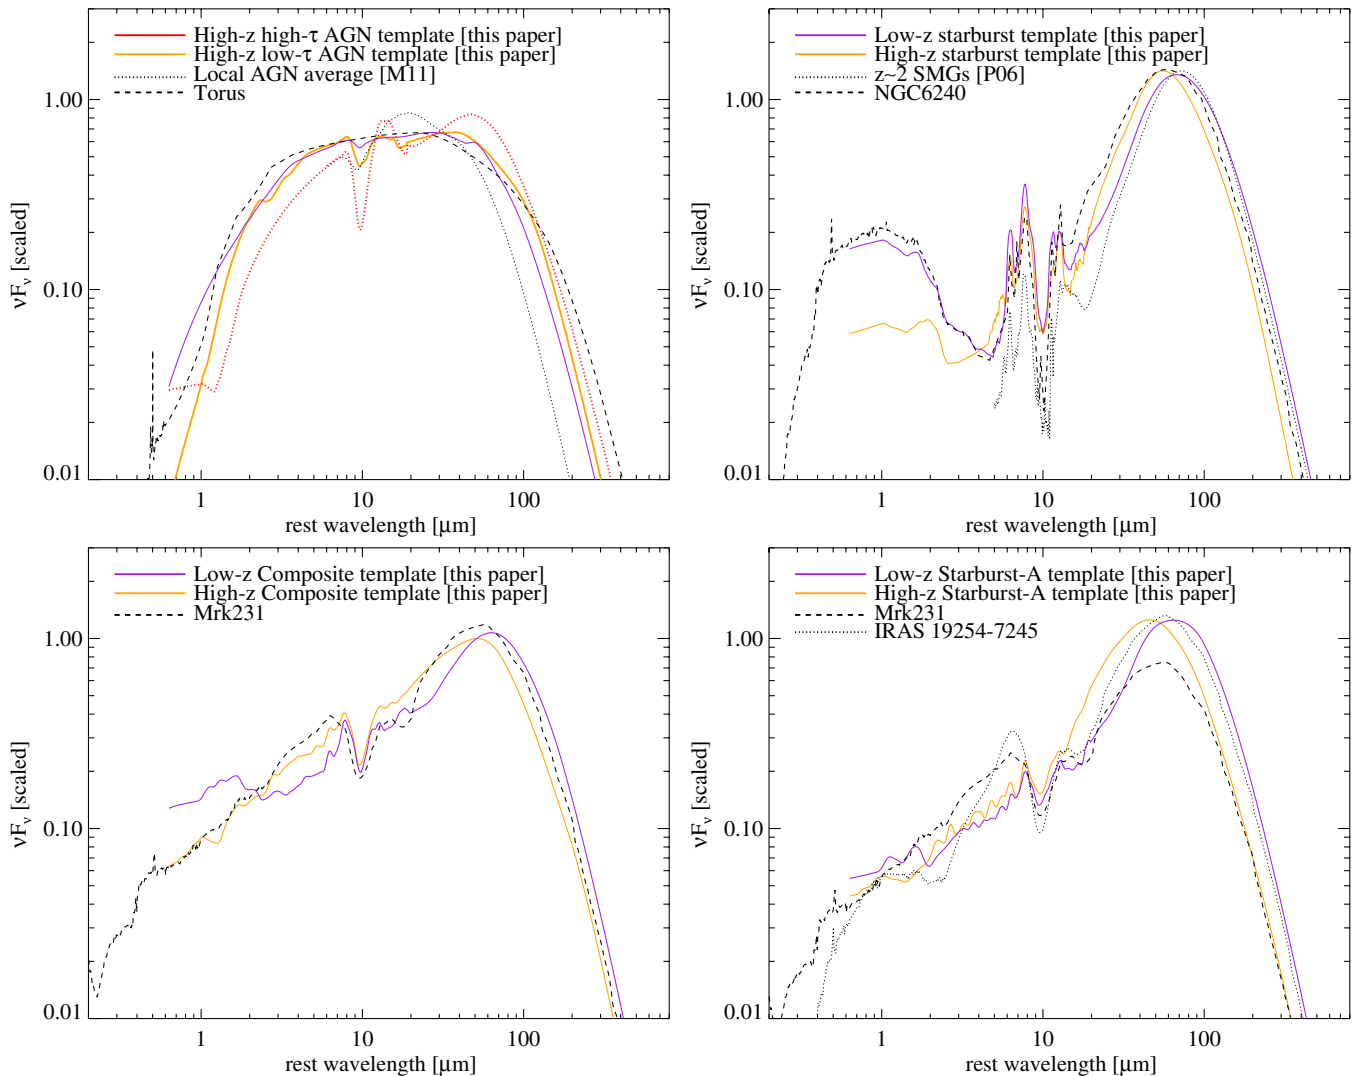 High-z high-τ AGN template [this paper]
High-z low-τ AGN template [this paper]
Local AGN average [M11]
Torus
1.00
0.10
0.01
νFν [scaled]
1
10
100
rest wavelength [μm]
Low-z starburst template [this paper]
High-z starburst template [this paper]
z~2 SMGs [P06]
NGC6240
1.00
0.10
0.01
νFν [scaled]
1
10
100
rest wavelength [μm]
Low-z Composite template [this paper]
High-z Composite template [this paper]
Mrk231
1.00
0.10
0.01
νFν [scaled]
1
10
100
rest wavelength [μm]
Low-z Starburst-A template [this paper]
High-z Starburst-A template [this paper]
Mrk231
IRAS 19254-7245
1.00
0.10
0.01
νFν [scaled]
1
10
100
rest wavelength [μm]